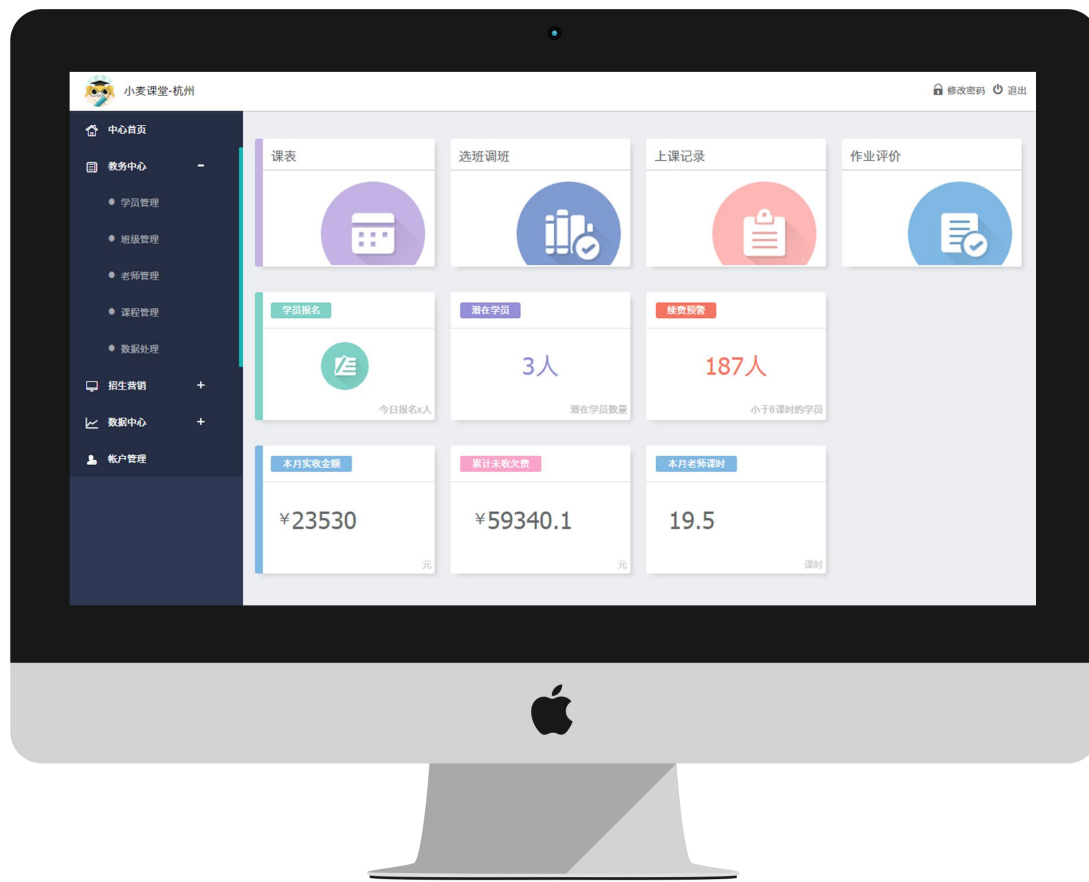 小麦课堂-杭州
修改密码 退出
中心首页
教务中心 -
学员管理
班级管理
老师管理
课程管理
数据处理
招生营销 +
数据中心 +
帐户管理
课表
选班调班
上课记录
作业评价
学员报名
今日报名x人
潜在学员
3人
潜在学员数量
续费预警
187人
小于8课时的学员
本月实收金额
¥23530
元
累计未收欠费
¥59340.1
元
本月老师课时
19.5
课时